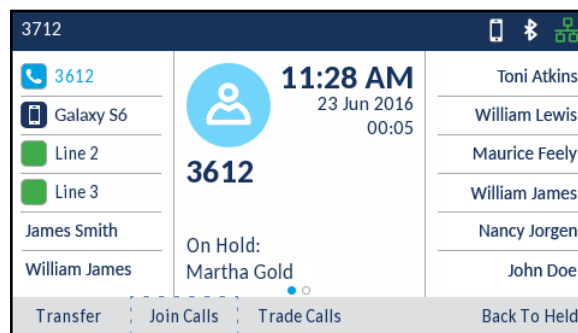 3712
3612
Galaxy S6
Line 2
Line 3
James Smith
William James
11:28 AM
23 Jun 2016
00:05
3612
On Hold:
Martha Gold
Toni Atkins
William Lewis
Maurice Feely
William James
Nancy Jorgen
John Doe
Transfer
Join Calls
Trade Calls
Back To Held